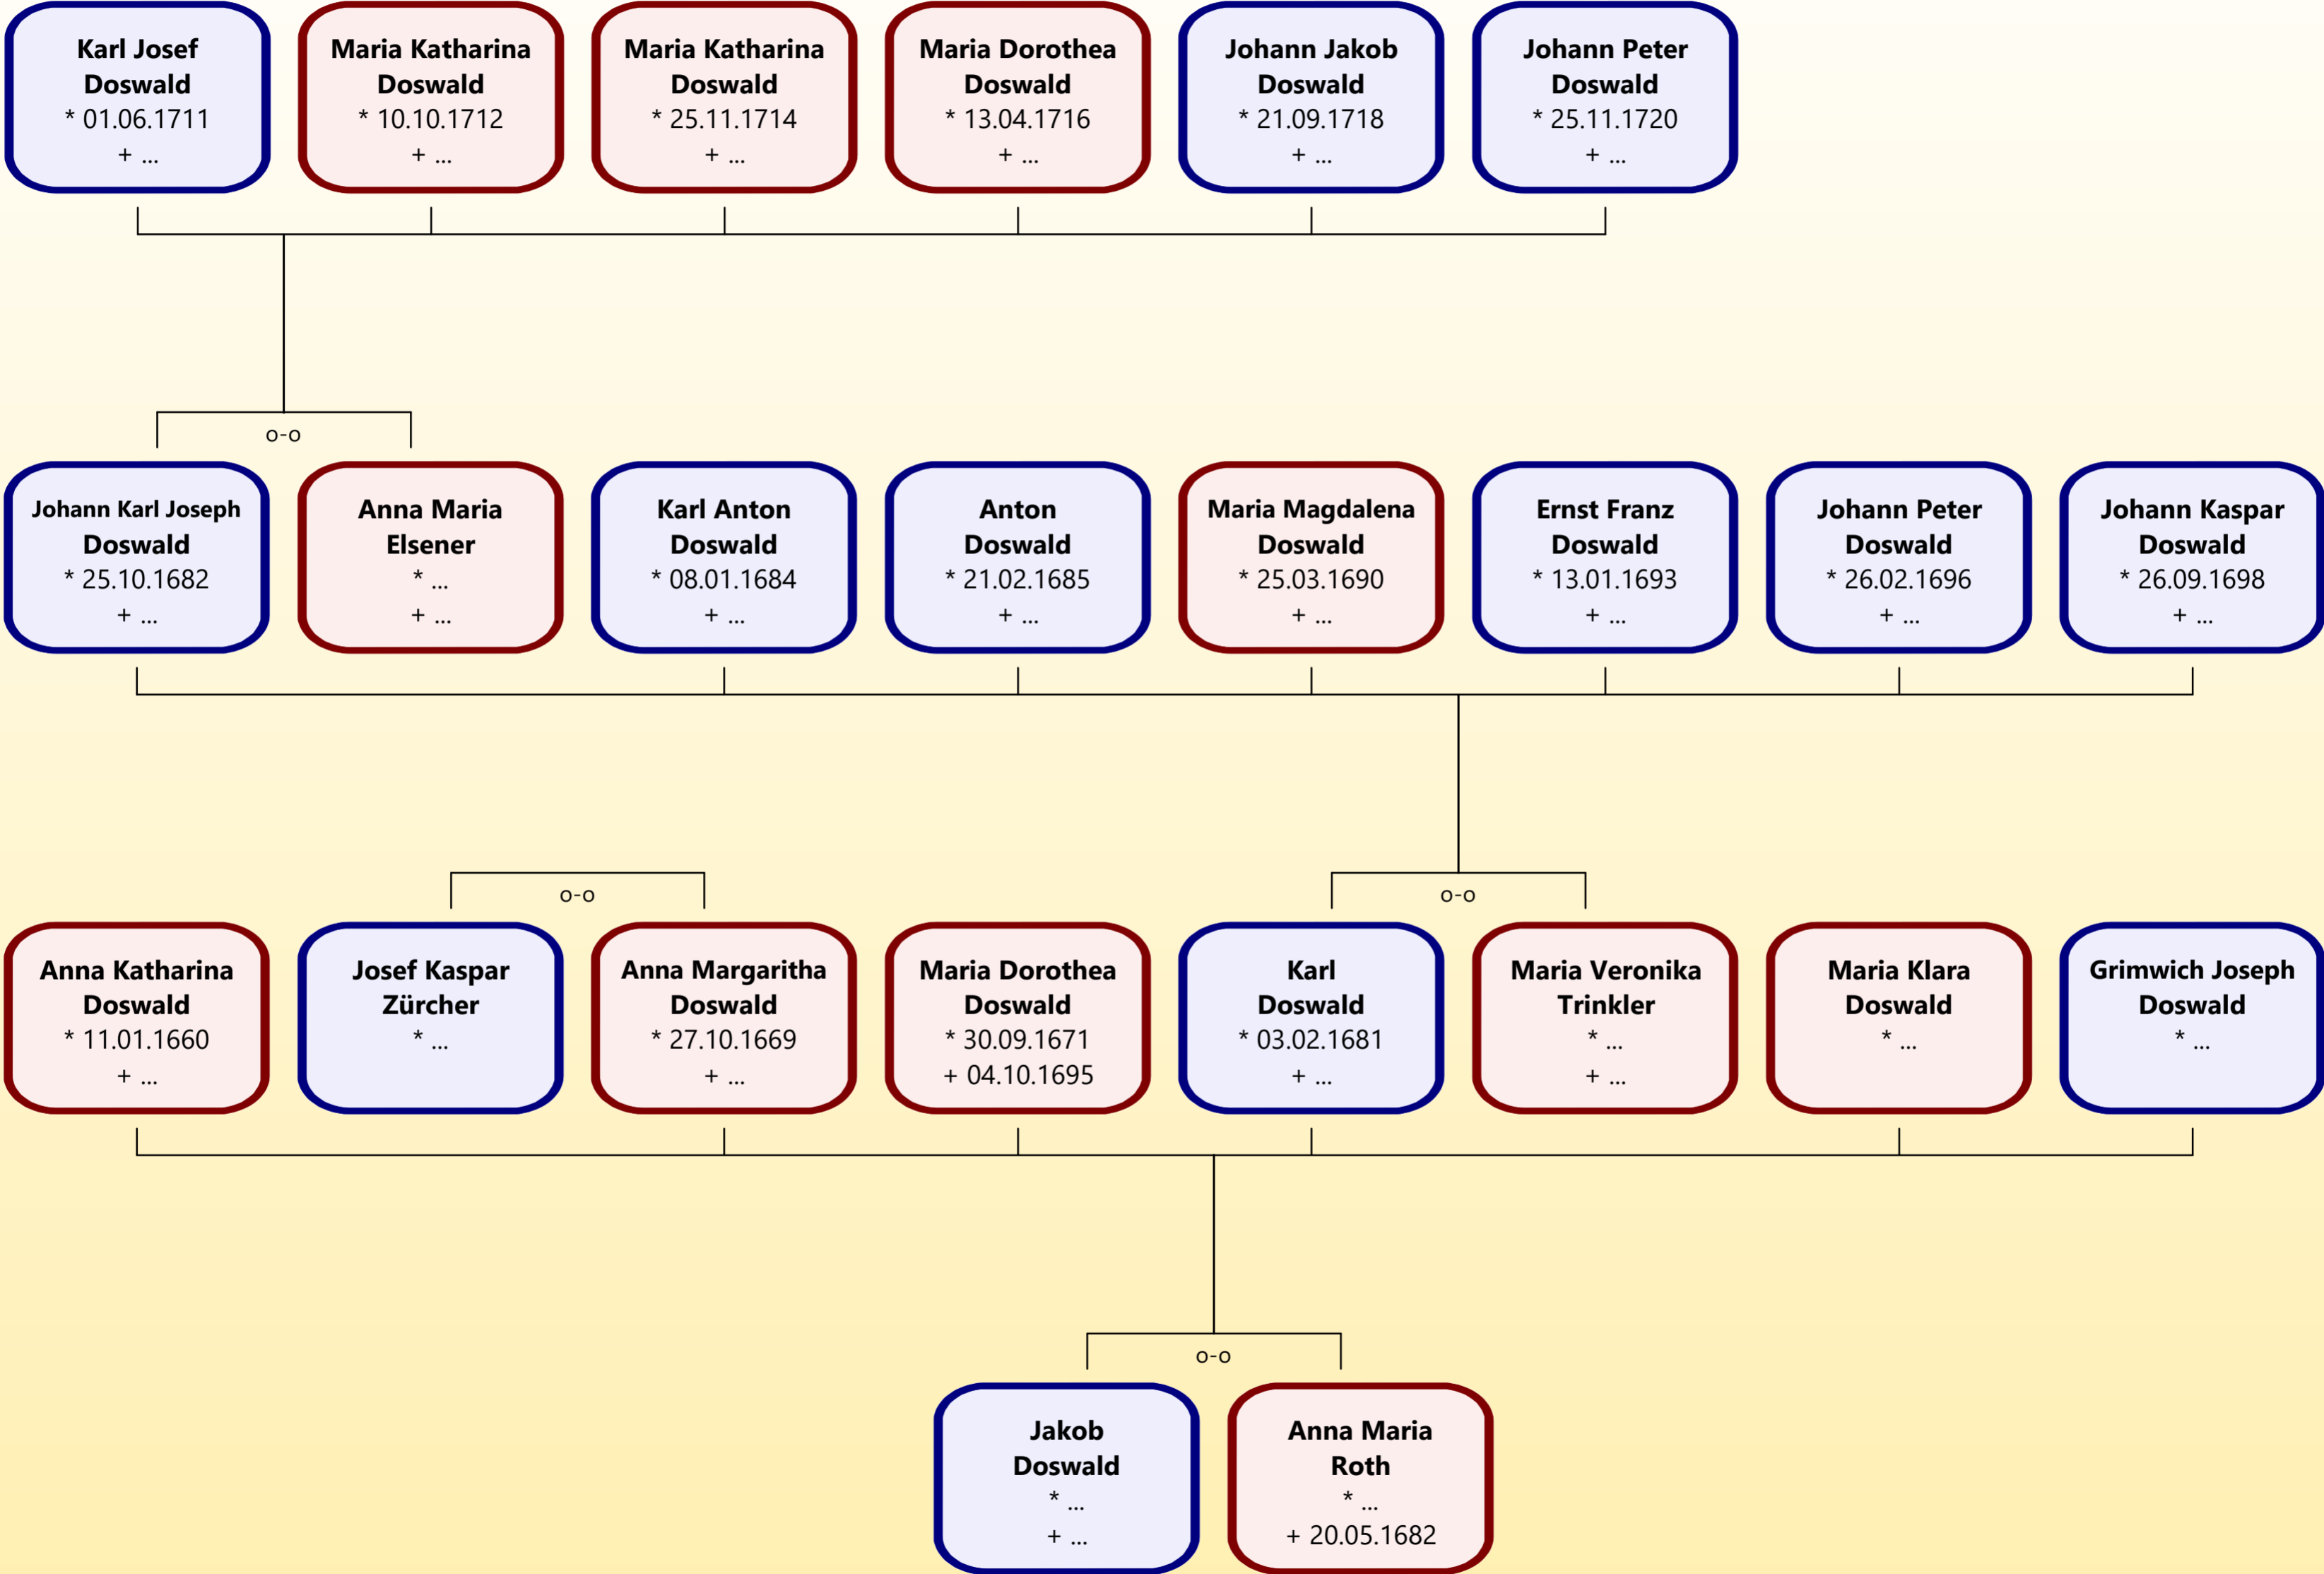 Karl Josef
Doswald
* 01.06.1711
+ ...
Maria Katharina
Doswald
* 10.10.1712
+ ...
Maria Katharina
Doswald
* 25.11.1714
+ ...
Maria Dorothea
Doswald
* 13.04.1716
+ ...
Johann Jakob
Doswald
* 21.09.1718
+ ...
Johann Peter
Doswald
* 25.11.1720
+ ...
o-o
Johann Karl Joseph
Doswald
* 25.10.1682
+ ...
Anna Maria
Elsener
* ...
+ ...
Karl Anton
Doswald
* 08.01.1684
+ ...
Anton
Doswald
* 21.02.1685
+ ...
Maria Magdalena
Doswald
* 25.03.1690
+ ...
Ernst Franz
Doswald
* 13.01.1693
+ ...
Johann Peter
Doswald
* 26.02.1696
+ ...
Johann Kaspar
Doswald
* 26.09.1698
+ ...
o-o
o-o
Anna Katharina
Doswald
* 11.01.1660
+ ...
Josef Kaspar
Zürcher
* ...
Anna Margaritha
Doswald
* 27.10.1669
+ ...
Maria Dorothea
Doswald
* 30.09.1671
+ 04.10.1695
Karl
Doswald
* 03.02.1681
+ ...
Maria Veronika
Trinkler
* ...
+ ...
Maria Klara
Doswald
* ...
Grimwich Joseph
Doswald
* ...
o-o
Jakob
Doswald
* ...
+ ...
Anna Maria
Roth
* ...
+ 20.05.1682